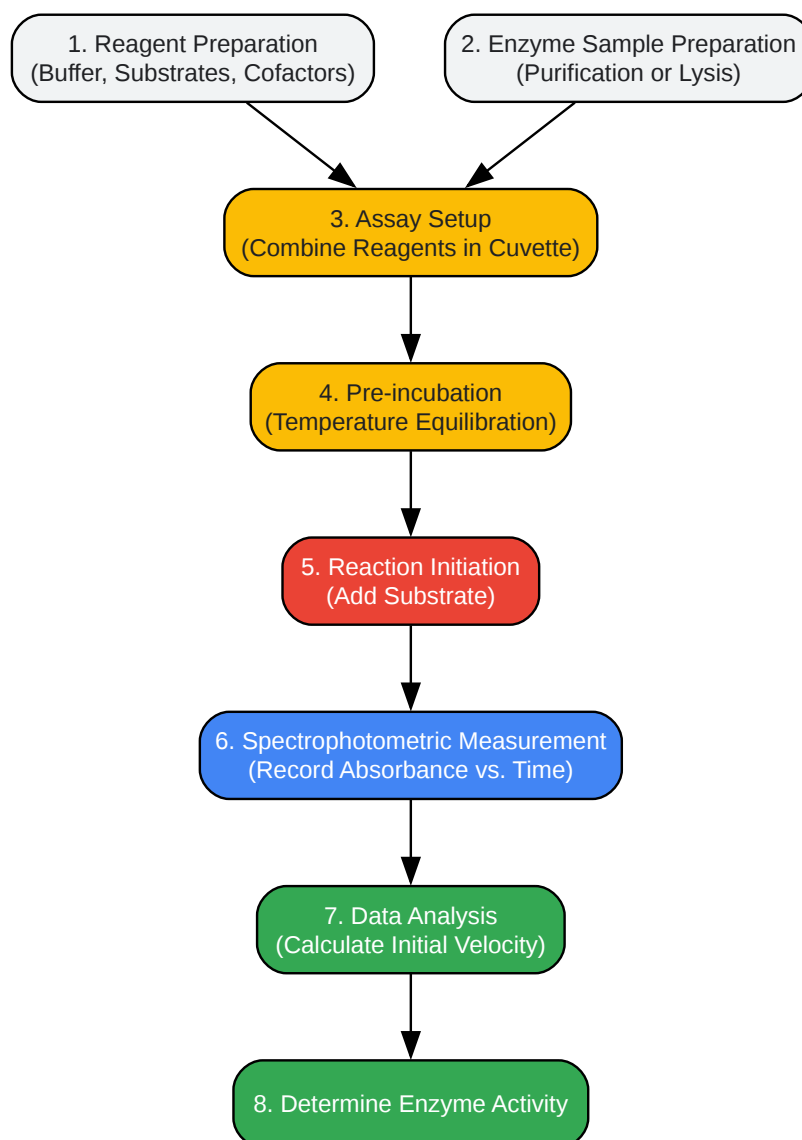 1. Reagent Preparation
(Buffer, Substrates, Cofactors)
2. Enzyme Sample Preparation
(Purification or Lysis)
3. Assay Setup
(Combine Reagents in Cuvette)
4. Pre-incubation
(Temperature Equilibration)
5. Reaction Initiation
(Add Substrate)
6. Spectrophotometric Measurement
(Record Absorbance vs. Time)
7. Data Analysis
(Calculate Initial Velocity)
8. Determine Enzyme Activity